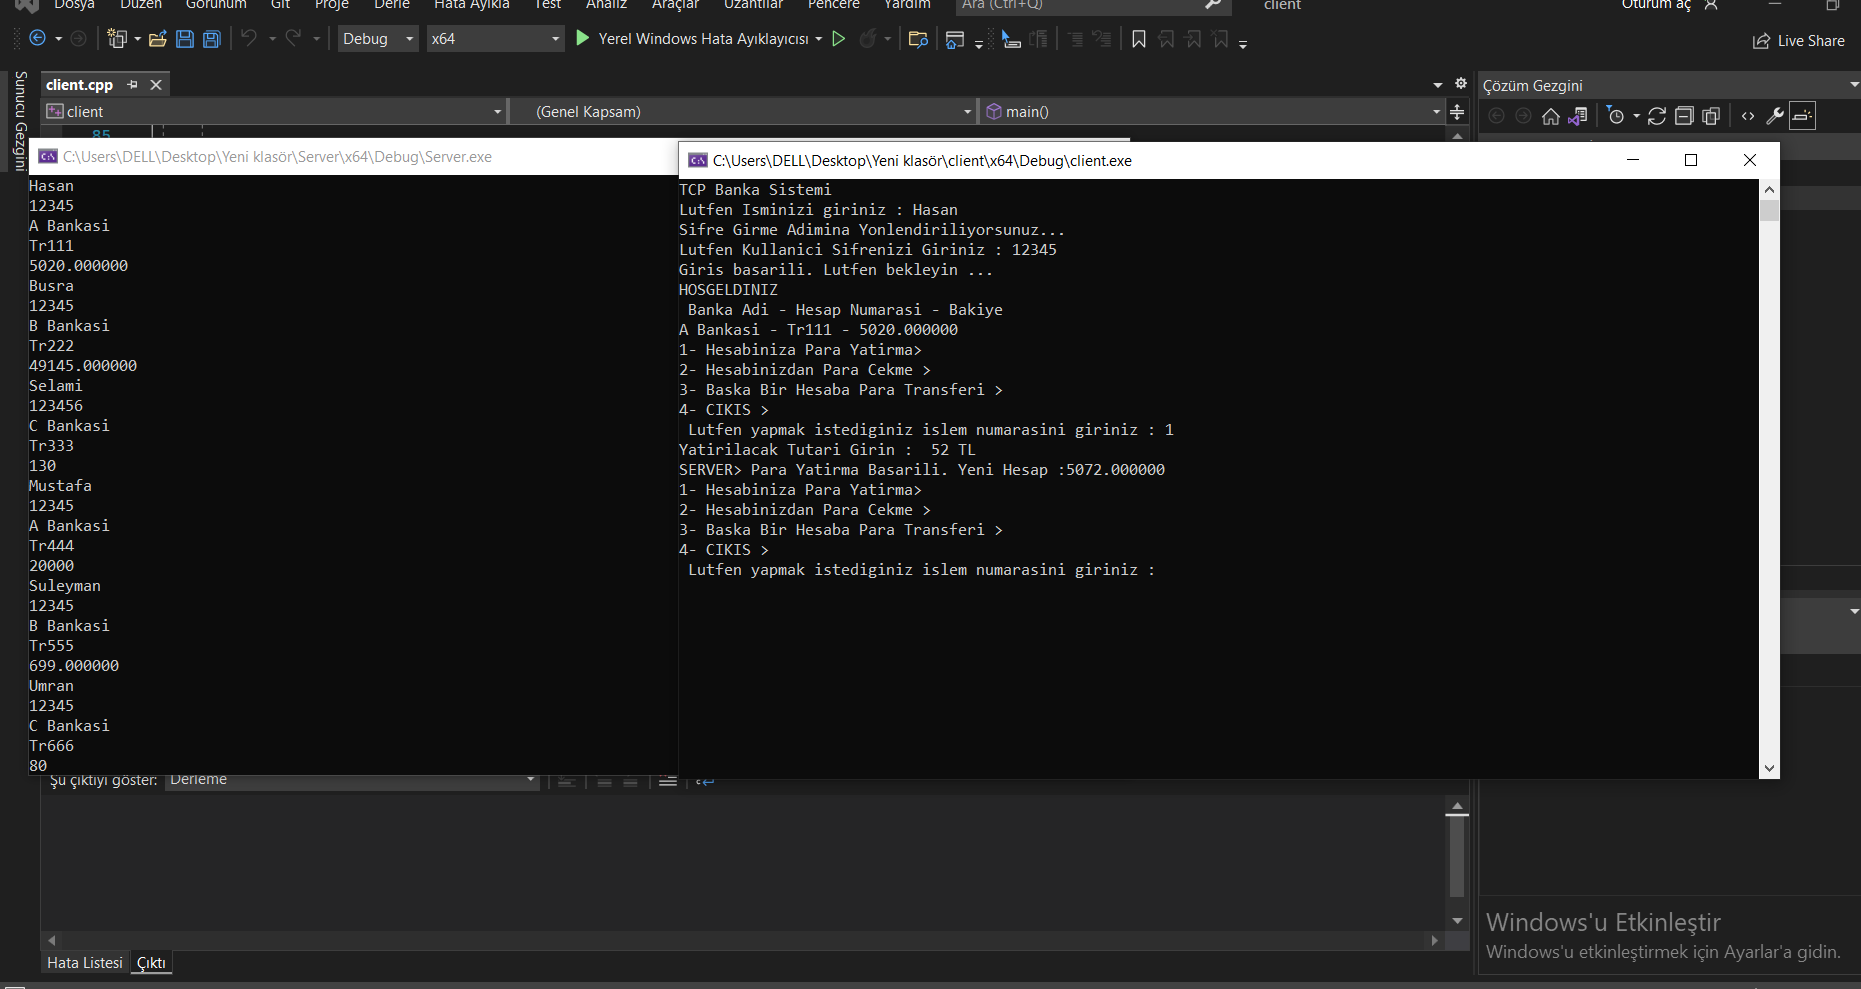 Dosya Düzen Görünüm Git Proje Derle Hata Ayıkla Test Analiz Araçlar Uzantılar Pencere Yardım Ara (Ctrl+Q) client Oturum aç
Debug x64 Yerel Windows Hata Ayıklayıcısı Live Share
Sunucu Gezgini
client.cpp
client (Genel Kapsam) main()
85
Çözüm Gezgini
C:\Users\DELL\Desktop\Yeni klasör\Server\x64\Debug\Server.exe
Hasan
12345
A Bankasi
Tr111
5020.000000
Busra
12345
B Bankasi
Tr222
49145.000000
Selami
123456
C Bankasi
Tr333
130
Mustafa
12345
A Bankasi
Tr444
20000
Suleyman
12345
B Bankasi
Tr555
699.000000
Umran
12345
C Bankasi
Tr666
80
C:\Users\DELL\Desktop\Yeni klasör\client\x64\Debug\client.exe
TCP Banka Sistemi
Lutfen Isminizi giriniz : Hasan
Sifre Girme Adimina Yonlendiriliyorsunuz...
Lutfen Kullanici Sifrenizi Giriniz : 12345
Giris basarili. Lutfen bekleyin ...
HOSGELDINIZ
Banka Adi - Hesap Numarasi - Bakiye
A Bankasi - Tr111 - 5020.000000
1- Hesabiniza Para Yatirma>
2- Hesabinizdan Para Cekme >
3- Baska Bir Hesaba Para Transferi >
4- CIKIS >
Lutfen yapmak istediginiz islem numarasini giriniz : 1
Yatirilacak Tutari Girin :  52 TL
SERVER> Para Yatirma Basarili. Yeni Hesap :5072.000000
1- Hesabiniza Para Yatirma>
2- Hesabinizdan Para Cekme >
3- Baska Bir Hesaba Para Transferi >
4- CIKIS >
Lutfen yapmak istediginiz islem numarasini giriniz :
Şu çıktıyı göster: Derleme
Hata Listesi Çıktı
Windows'u Etkinleştir
Windows'u etkinleştirmek için Ayarlar'a gidin.